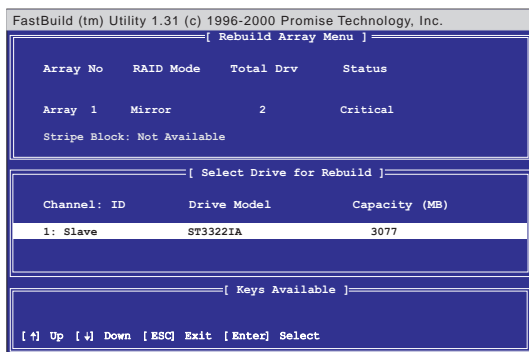 FastBuild (tm) Utility 1.31 (c) 1996-2000 Promise Technology, Inc.
[ Rebuild Array Menu ]
Array No RAID Mode Total Drv Status
Array 1 Mirror 2 Critical
Stripe Block: Not Available
[ Select Drive for Rebuild ]
Channel: ID Drive Model Capacity (MB)
1: Slave ST3322IA 3077
[ Keys Available ]
[↑] Up [↓] Down [ESC] Exit [Enter] Select